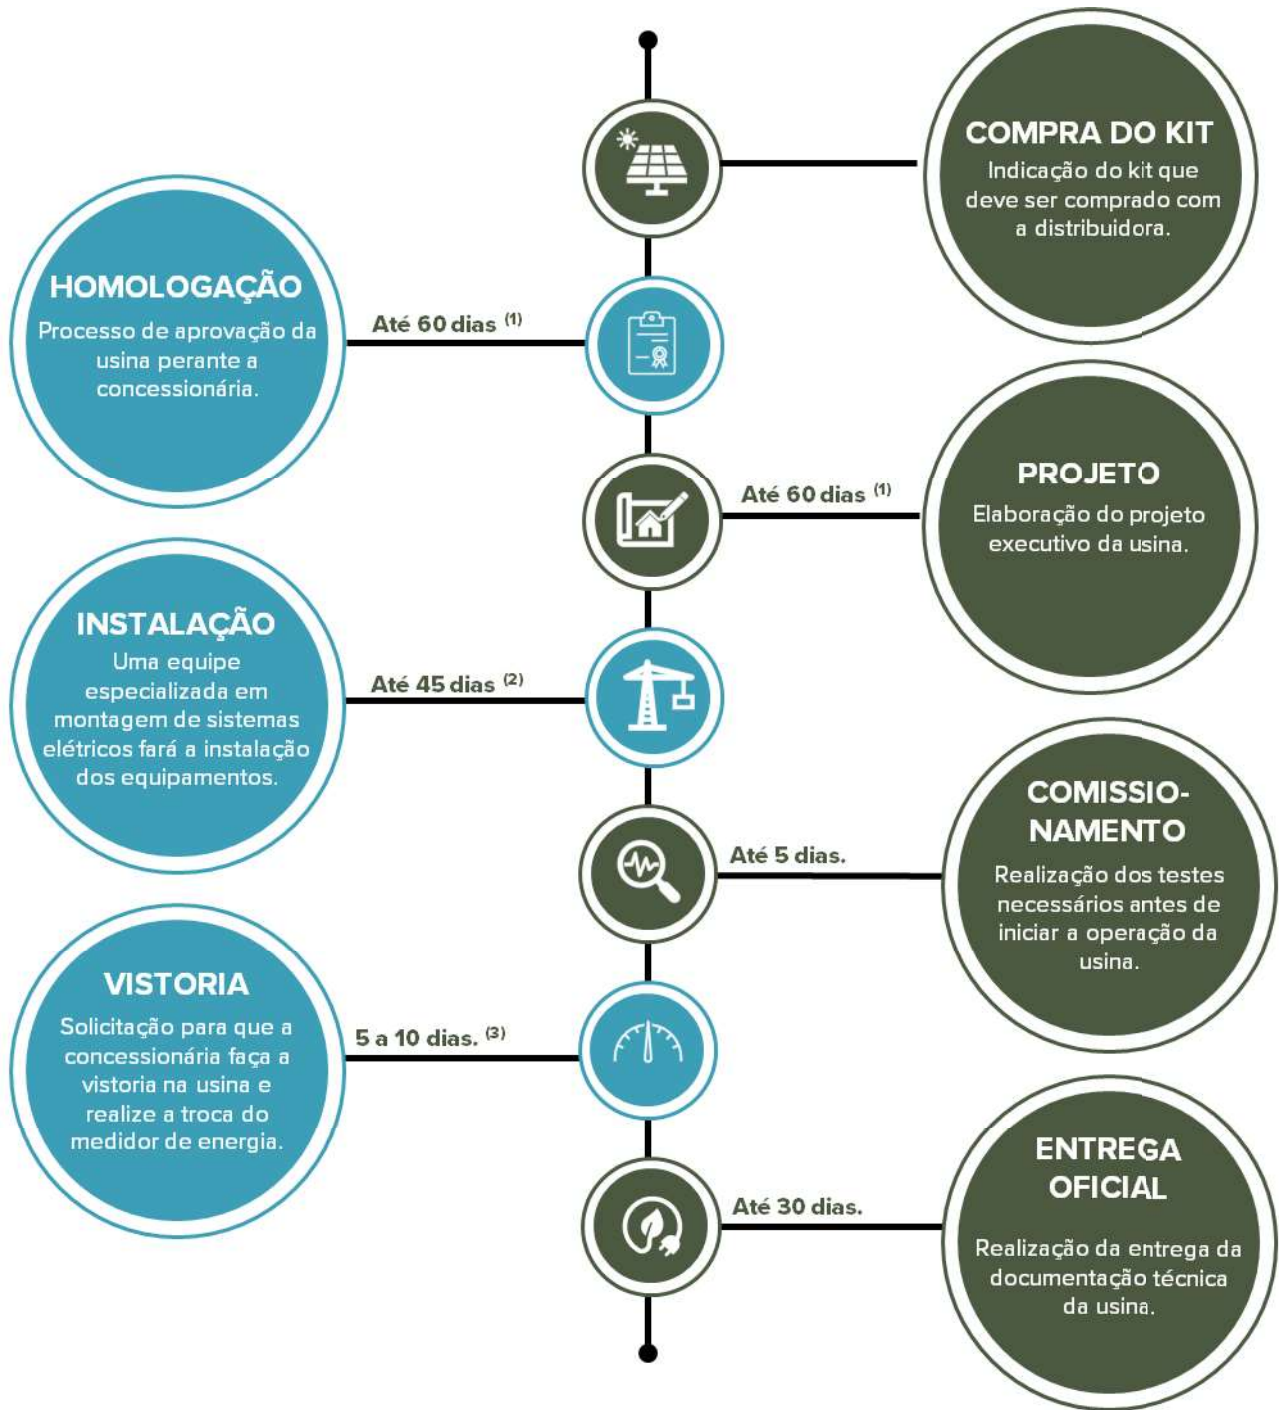 COMPRA DO KIT
Indicação do kit que
deve ser comprado com
a distribuidora.
HOMOLOGAÇÃO
Processo de aprovação da
usina perante a
concessionária.
Até 60 dias (1)
PROJETO
Elaboração do projeto
executivo da usina.
Até 60 dias (1)
INSTALAÇÃO
Uma equipe
especializada em
montagem de sistemas
elétricos fará a instalação
dos equipamentos.
Até 45 dias (2)
COMISSIO-
NAMENTO
Realização dos testes
necessários antes de
iniciar a operação da
usina.
Até 5 dias.
VISTORIA
Solicitação para que a
concessionária faça a
vistoria na usina e
realize a troca do
medidor de energia.
5 a 10 dias. (3)
ENTREGA
OFICIAL
Realização da entrega da
documentação técnica
da usina.
Até 30 dias.